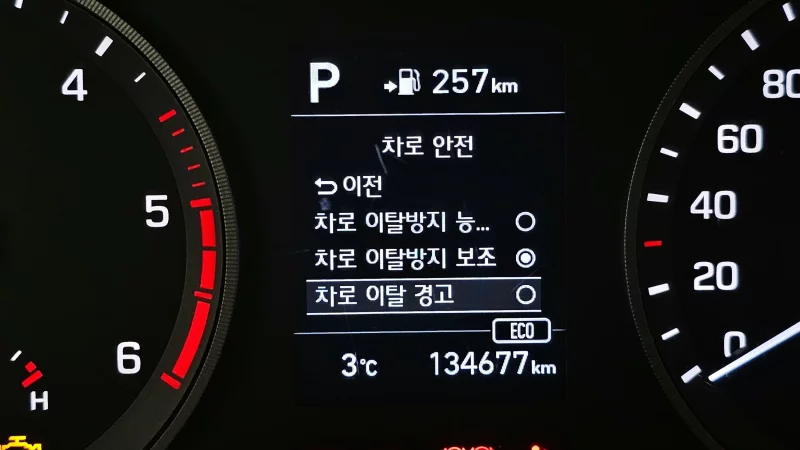 P 257km
차로 안전
이전
차로 이탈방지 능...
차로 이탈방지 보조
차로 이탈 경고
ECO
3℃ 134677km
4
5
6
H
80
60
40
20
0